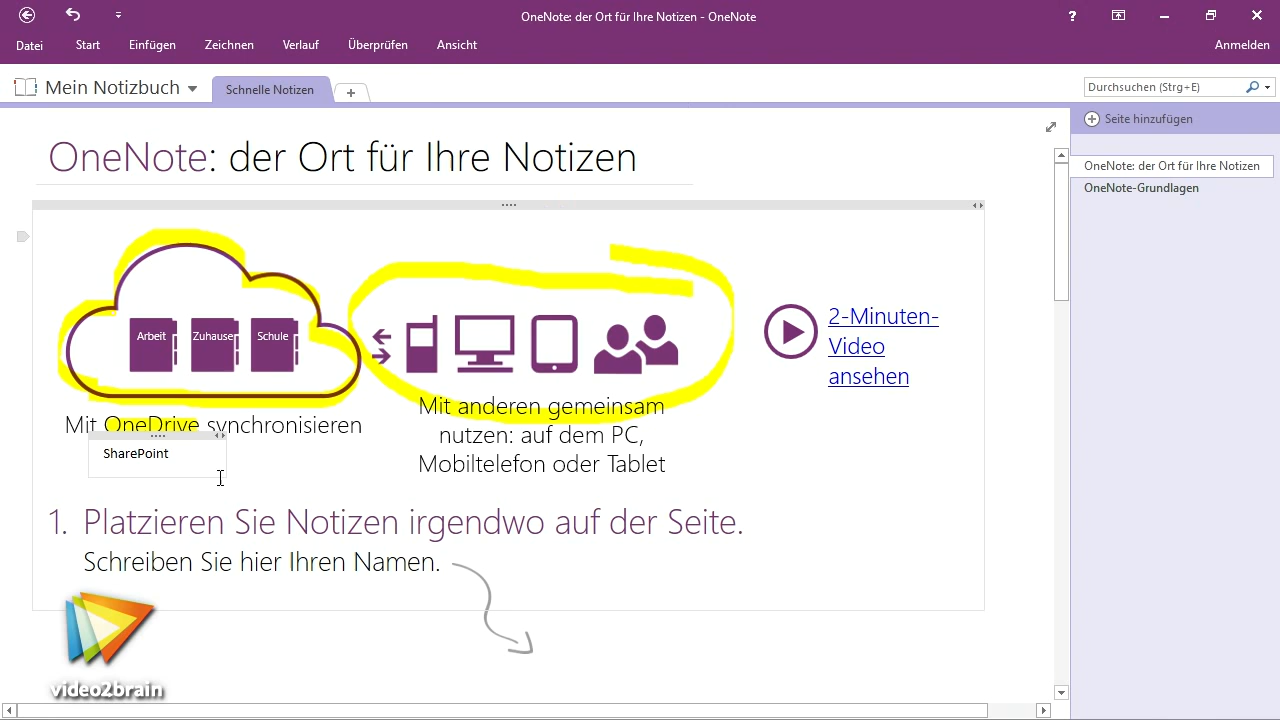 OneNote: der Ort für Ihre Notizen - OneNote
?
Datei Start Einfügen Zeichnen Verlauf Überprüfen Ansicht Anmelden
Mein Notizbuch Schnelle Notizen + Durchsuchen (Strg+E)
Seite hinzufügen
OneNote: der Ort für Ihre Notizen
OneNote-Grundlagen
OneNote: der Ort für Ihre Notizen
Arbeit Zuhause Schule
Mit OneDrive synchronisieren
SharePoint
Mit anderen gemeinsam
nutzen: auf dem PC,
Mobiltelefon oder Tablet
2-Minuten-
Video
ansehen
1. Platzieren Sie Notizen irgendwo auf der Seite.
Schreiben Sie hier Ihren Namen.
video2brain